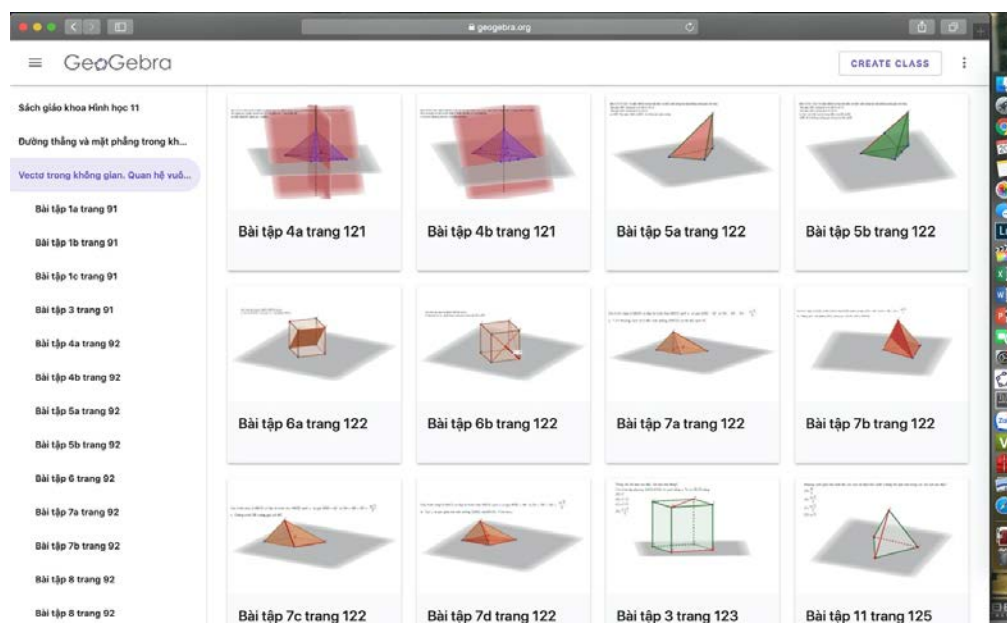 geogebra.org
GeoGebra
CREATE CLASS
Sách giáo khoa Hình học 11
Đường thẳng và mặt phẳng trong kh...
Vectơ trong không gian. Quan hệ vuô...
Bài tập 1a trang 91
Bài tập 1b trang 91
Bài tập 1c trang 91
Bài tập 3 trang 91
Bài tập 4a trang 92
Bài tập 4b trang 92
Bài tập 5a trang 92
Bài tập 5b trang 92
Bài tập 6 trang 92
Bài tập 7a trang 92
Bài tập 7b trang 92
Bài tập 8 trang 92
Bài tập 8 trang 92
Bài tập 4a trang 121
Bài tập 4b trang 121
Bài tập 5a trang 122
Bài tập 5b trang 122
Bài tập 6a trang 122
Bài tập 6b trang 122
Bài tập 7a trang 122
Bài tập 7b trang 122
Bài tập 7c trang 122
Bài tập 7d trang 122
Bài tập 3 trang 123
Bài tập 11 trang 125